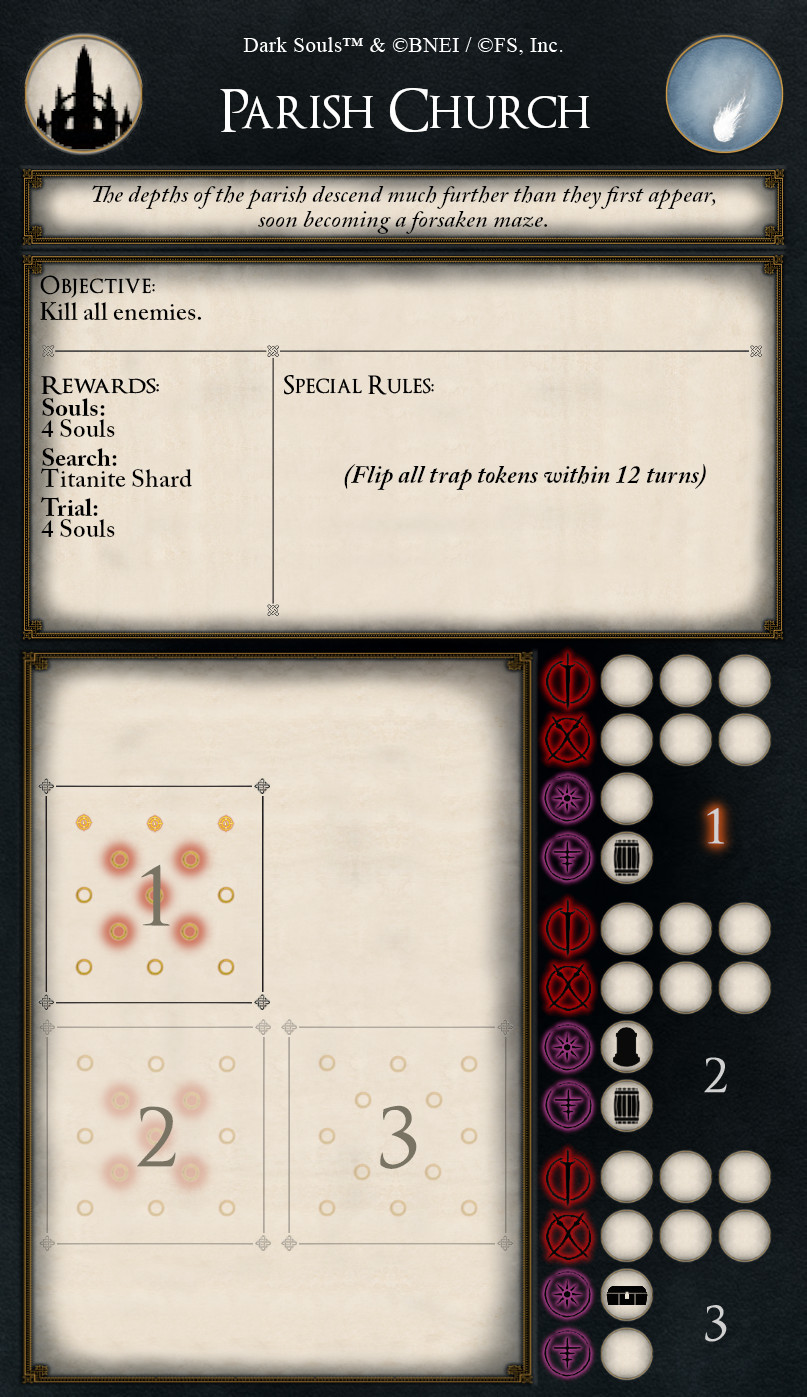 Dark Souls™ & ©BNEI / ©FS, Inc.
Parish Church
The depths of the parish descend much further than they first appear,
soon becoming a forsaken maze.
Objective:
Kill all enemies.
Rewards:
Souls:
4 Souls
Search:
Titanite Shard
Trial:
4 Souls
Special Rules:
(Flip all trap tokens within 12 turns)
1
2
3
1
2
3